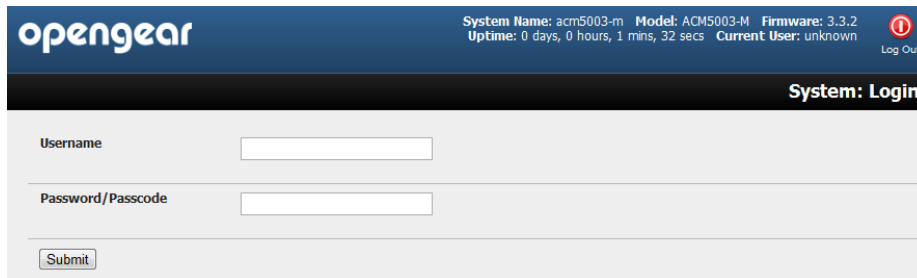 opengear
System Name: acm5003-m Model: ACM5003-M Firmware: 3.3.2
Uptime: 0 days, 0 hours, 1 mins, 32 secs Current User: unknown
Log Ou
System: Login
Username
Password/Passcode
Submit